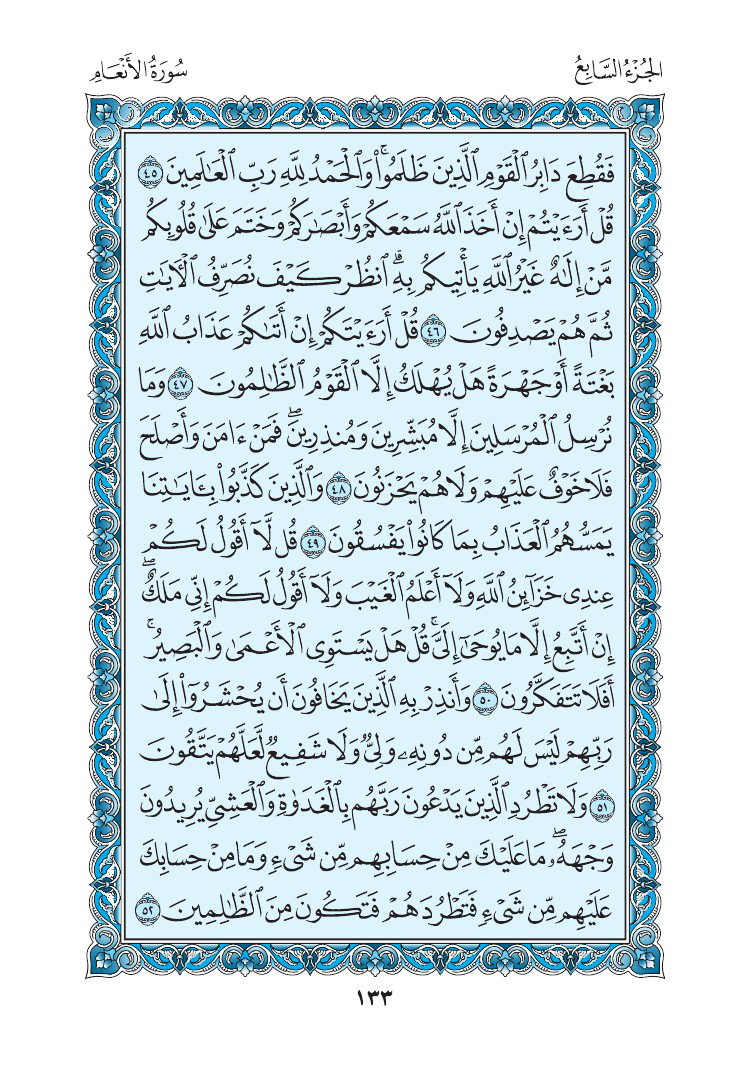 الجُزْءُ السَّابِعُ
سُورَةُ الأَنْعَامِ
فَقُطِعَ دَابِرُ ٱلْقَوْمِ ٱلَّذِينَ ظَلَمُوا۟ۚ وَٱلْحَمْدُ لِلَّهِ رَبِّ ٱلْعَٰلَمِينَ ٤٥
قُلْ أَرَءَيْتُمْ إِنْ أَخَذَ ٱللَّهُ سَمْعَكُمْ وَأَبْصَٰرَكُمْ وَخَتَمَ عَلَىٰ قُلُوبِكُم
مَّنْ إِلَٰهٌ غَيْرُ ٱللَّهِ يَأْتِيكُم بِهِۗ ٱنظُرْ كَيْفَ نُصَرِّفُ ٱلْءَايَٰتِ
ثُمَّ هُمْ يَصْدِفُونَ ٤٦ قُلْ أَرَءَيْتَكُمْ إِنْ أَتَىٰكُمْ عَذَابُ ٱللَّهِ
بَغْتَةً أَوْ جَهْرَةً هَلْ يُهْلَكُ إِلَّا ٱلْقَوْمُ ٱلظَّٰلِمُونَ ٤٧ وَمَا
نُرْسِلُ ٱلْمُرْسَلِينَ إِلَّا مُبَشِّرِينَ وَمُنذِرِينَۖ فَمَنْ ءَامَنَ وَأَصْلَحَ
فَلَا خَوْفٌ عَلَيْهِمْ وَلَا هُمْ يَحْزَنُونَ ٤٨ وَٱلَّذِينَ كَذَّبُوا۟ بِـَٔايَٰتِنَا
يَمَسُّهُمُ ٱلْعَذَابُ بِمَا كَانُوا۟ يَفْسُقُونَ ٤٩ قُل لَّآ أَقُولُ لَكُمْ
عِندِى خَزَآئِنُ ٱللَّهِ وَلَآ أَعْلَمُ ٱلْغَيْبَ وَلَآ أَقُولُ لَكُمْ إِنِّى مَلَكٌۖ
إِنْ أَتَّبِعُ إِلَّا مَا يُوحَىٰٓ إِلَىَّۚ قُلْ هَلْ يَسْتَوِى ٱلْأَعْمَىٰ وَٱلْبَصِيرُۚ
أَفَلَا تَتَفَكَّرُونَ ٥٠ وَأَنذِرْ بِهِ ٱلَّذِينَ يَخَافُونَ أَن يُحْشَرُوٓا۟ إِلَىٰ
رَبِّهِمْ لَيْسَ لَهُم مِّن دُونِهِۦ وَلِىٌّ وَلَا شَفِيعٌ لَّعَلَّهُمْ يَتَّقُونَ
٥١ وَلَا تَطْرُدِ ٱلَّذِينَ يَدْعُونَ رَبَّهُم بِٱلْغَدَوٰةِ وَٱلْعَشِىِّ يُرِيدُونَ
وَجْهَهُۥۖ مَا عَلَيْكَ مِنْ حِسَابِهِم مِّن شَىْءٍ وَمَا مِنْ حِسَابِكَ
عَلَيْهِم مِّن شَىْءٍ فَتَطْرُدَهُمْ فَتَكُونَ مِنَ ٱلظَّٰلِمِينَ ٥٢
١٣٣